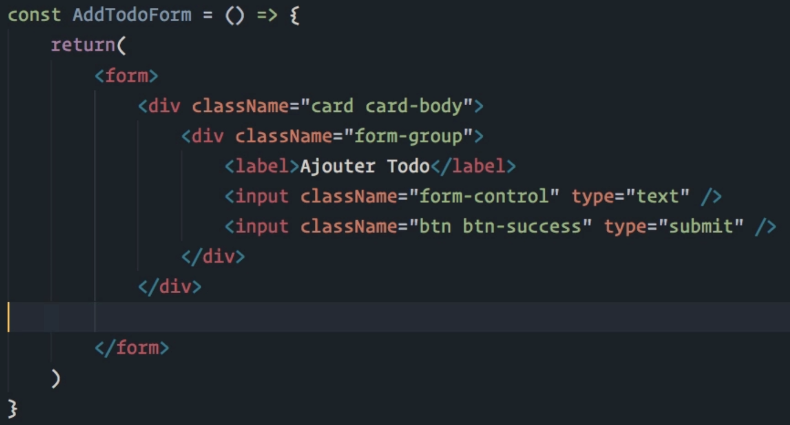 const AddTodoForm = () => {
    return(
        <form>
            <div className="card card-body">
                <div className="form-group">
                    <label>Ajouter Todo</label>
                    <input className="form-control" type="text" />
                    <input className="btn btn-success" type="submit" />
                </div>
            </div>

        </form>
    )
}